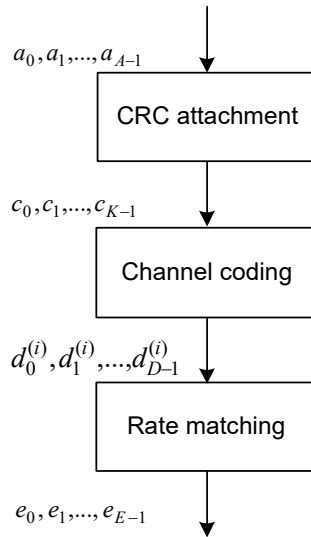 a_0, a_1,..., a_{A-1}
CRC attachment
c_0, c_1,..., c_{K-1}
Channel coding
d_0^{(i)}, d_1^{(i)},..., d_{D-1}^{(i)}
Rate matching
e_0, e_1,..., e_{E-1}